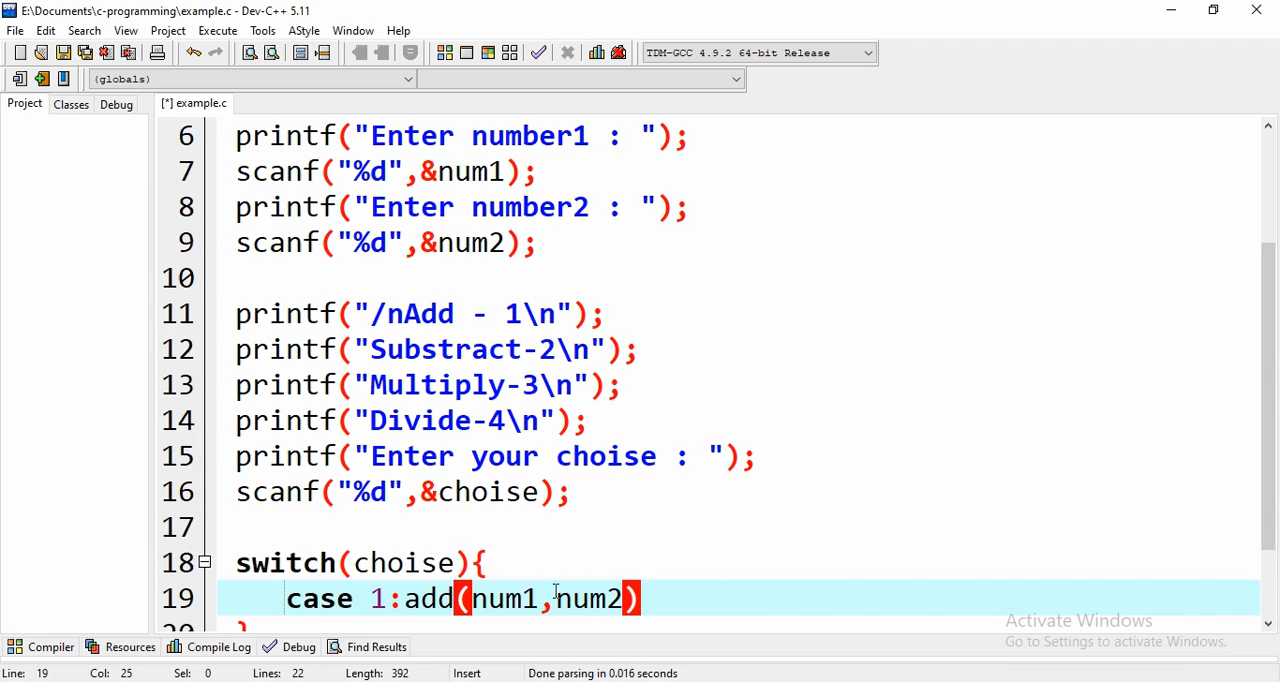 E:\Documents\c-programming\example.c - Dev-C++ 5.11
File Edit Search View Project Execute Tools AStyle Window Help
TDM-GCC 4.9.2 64-bit Release
(globals)
Project Classes Debug [*] example.c
6 printf("Enter number1 : ");
7 scanf("%d",&num1);
8 printf("Enter number2 : ");
9 scanf("%d",&num2);
10
11 printf("/nAdd - 1\n");
12 printf("Substract-2\n");
13 printf("Multiply-3\n");
14 printf("Divide-4\n");
15 printf("Enter your choise : ");
16 scanf("%d",&choise);
17
18 switch(choise){
19 case 1:add(num1,num2)
20 }
Activate Windows
Go to Settings to activate Windows.
Compiler Resources Compile Log Debug Find Results
Line: 19 Col: 25 Sel: 0 Lines: 22 Length: 392 Insert Done parsing in 0.016 seconds